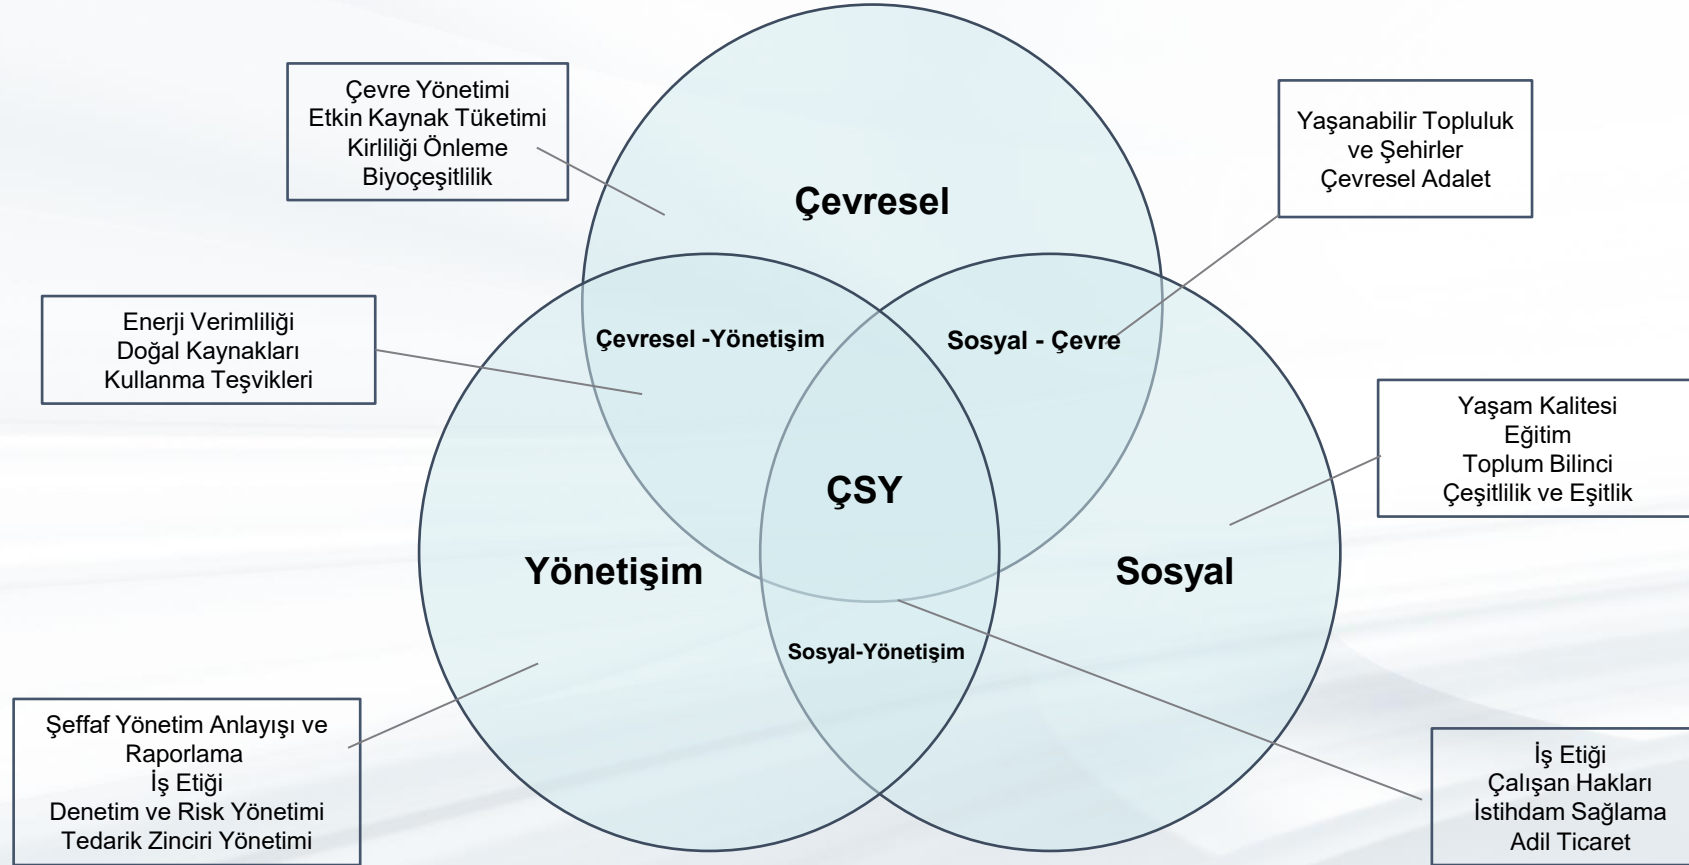 Çevre Yönetimi
Etkin Kaynak Tüketimi
Kirliliği Önleme
Biyoçeşitlilik
Yaşanabilir Topluluk
ve Şehirler
Çevresel Adalet
Çevresel
Enerji Verimliliği
Doğal Kaynakları
Kullanma Teşvikleri
Çevresel -Yönetişim
Sosyal - Çevre
Yaşam Kalitesi
Eğitim
Toplum Bilinci
Çeşitlilik ve Eşitlik
ÇSY
Yönetişim
Sosyal
Sosyal-Yönetişim
Şeffaf Yönetim Anlayışı ve
Raporlama
İş Etiği
Denetim ve Risk Yönetimi
Tedarik Zinciri Yönetimi
İş Etiği
Çalışan Hakları
İstihdam Sağlama
Adil Ticaret